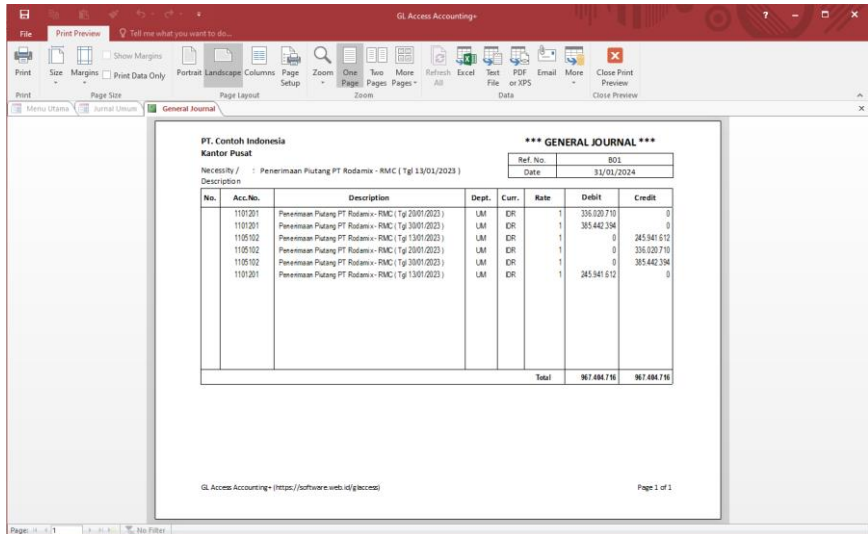 GL Access Accounting+
File Print Preview Tell me what you want to do...
Print
Size Margins
Show Margins
Print Data Only
Portrait Landscape Columns Page Setup
Zoom One Page Two Pages More Pages
Refresh All Excel Text File PDF or XPS Email More
Close Print Preview
Print Page Size Page Layout Zoom Data Close Preview
Menu Utama Jurnal Umum General Journal
PT. Contoh Indonesia
*** GENERAL JOURNAL ***
Kantor Pusat
Ref. No. B01
Date 31/01/2024
Necessity / : Penerimaan Piutang PT Rodamix - RMC ( Tgl 13/01/2023 )
Description
No. Acc.No. Description Dept. Curr. Rate Debit Credit
1101201 Penerimaan Piutang PT Rodamix - RMC ( Tgl 20/01/2023 ) UM IDR 1 336.020.710 0
1101201 Penerimaan Piutang PT Rodamix - RMC ( Tgl 30/01/2023 ) UM IDR 1 385.442.394 0
1105102 Penerimaan Piutang PT Rodamix - RMC ( Tgl 13/01/2023 ) UM IDR 1 0 245.941.612
1105102 Penerimaan Piutang PT Rodamix - RMC ( Tgl 20/01/2023 ) UM IDR 1 0 336.020.710
1105102 Penerimaan Piutang PT Rodamix - RMC ( Tgl 30/01/2023 ) UM IDR 1 0 385.442.394
1101201 Penerimaan Piutang PT Rodamix - RMC ( Tgl 13/01/2023 ) UM IDR 1 245.941.612 0
Total 967.404.716 967.404.716
GL Access Accounting+ (https://software.web.id/glaccess) Page 1 of 1
Page: 1 No Filter